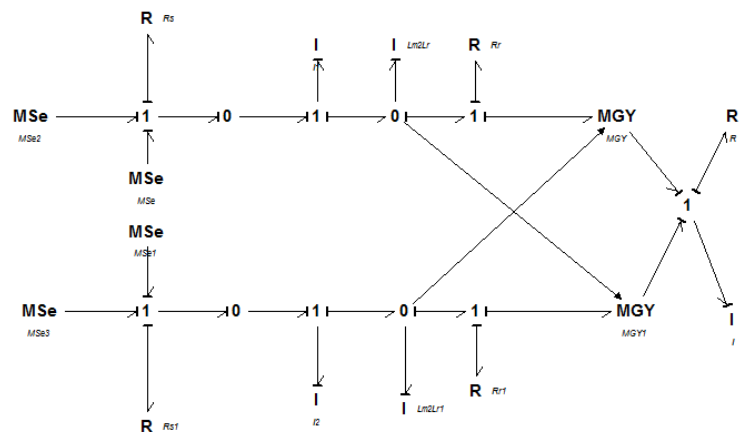 R Rs
I
I Lm2Lr
R Rr
MSe 1 0 1 0 1 MGY R
MSe2
MGY
R
MSe
MSe
1
MSe
MSe1
MSe 1 0 1 0 1 MGY I
MSe3
MGY1
I
R Rr1
I
I2
I Lm2Lr1
R Rs1